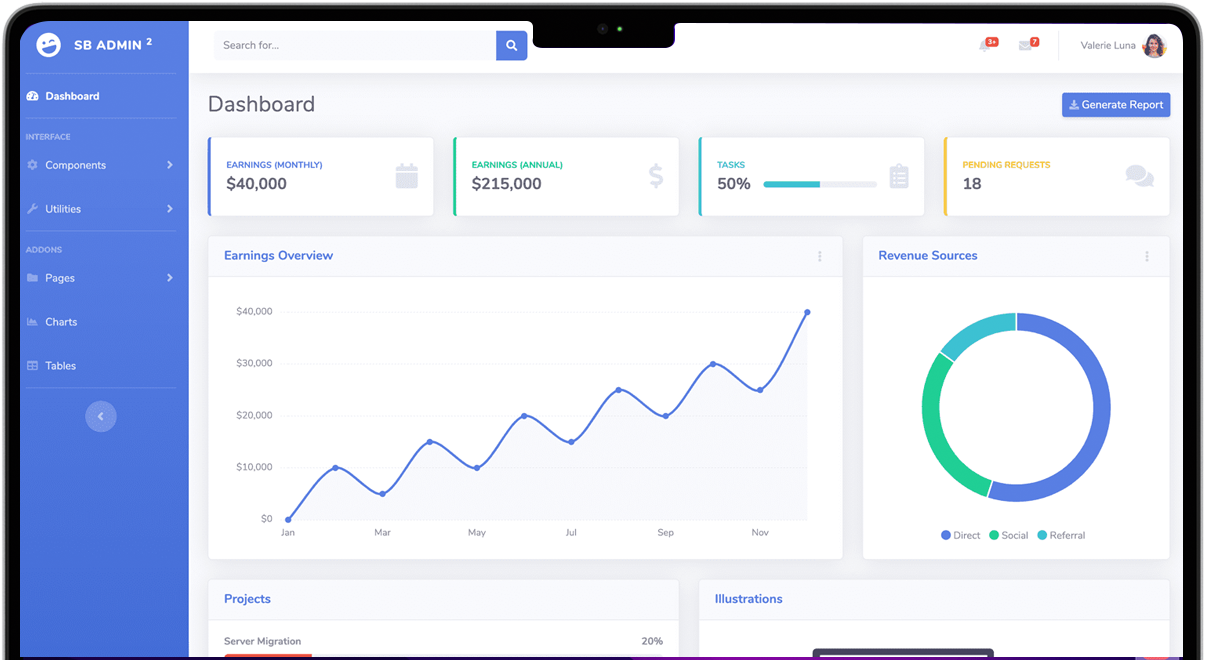 SB ADMIN 2
Search for...
3+
7
Valerie Luna
Dashboard
INTERFACE
Components
Utilities
ADDONS
Pages
Charts
Tables
Dashboard
Generate Report
EARNINGS (MONTHLY)
$40,000
EARNINGS (ANNUAL)
$215,000
TASKS
50%
PENDING REQUESTS
18
Earnings Overview
$40,000
$30,000
$20,000
$10,000
$0
Jan Mar May Jul Sep Nov
Revenue Sources
Direct Social Referral
Projects
Server Migration 20%
Illustrations